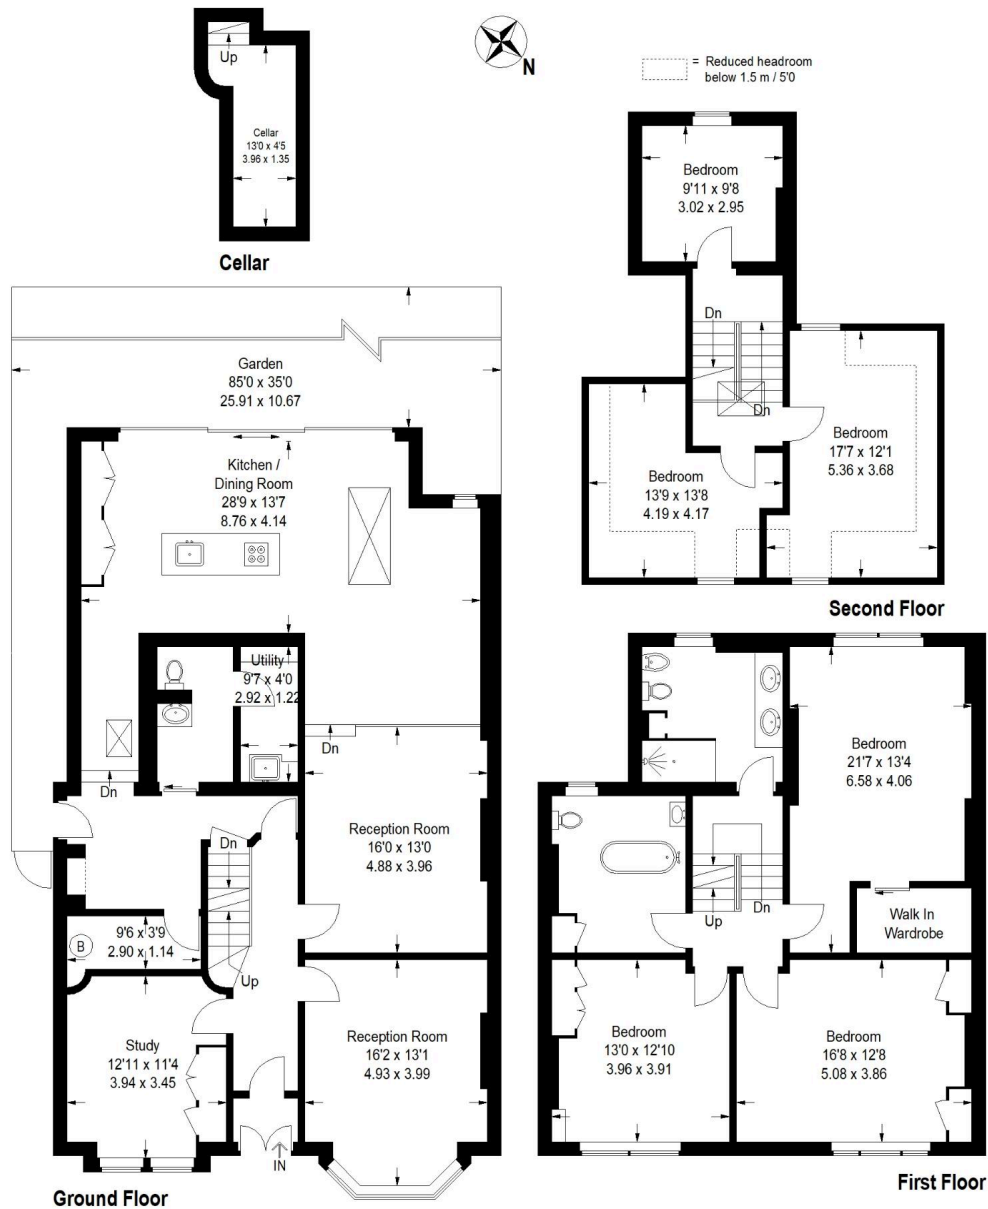 Up
Cellar
13'0 x 4'5
3.96 x 1.35
Cellar
N
= Reduced headroom
below 1.5 m / 5'0
Bedroom
9'11 x 9'8
3.02 x 2.95
Dn
Dn
Bedroom
17'7 x 12'1
5.36 x 3.68
Bedroom
13'9 x 13'8
4.19 x 4.17
Second Floor
Garden
85'0 x 35'0
25.91 x 10.67
Kitchen /
Dining Room
28'9 x 13'7
8.76 x 4.14
Utility
9'7 x 4'0
2.92 x 1.22
Dn
Dn
Reception Room
16'0 x 13'0
4.88 x 3.96
Dn
B
9'6 x 3'9
2.90 x 1.14
Up
Study
12'11 x 11'4
3.94 x 3.45
Reception Room
16'2 x 13'1
4.93 x 3.99
IN
Ground Floor
Bedroom
21'7 x 13'4
6.58 x 4.06
Up
Dn
Walk In
Wardrobe
Bedroom
13'0 x 12'10
3.96 x 3.91
Bedroom
16'8 x 12'8
5.08 x 3.86
First Floor